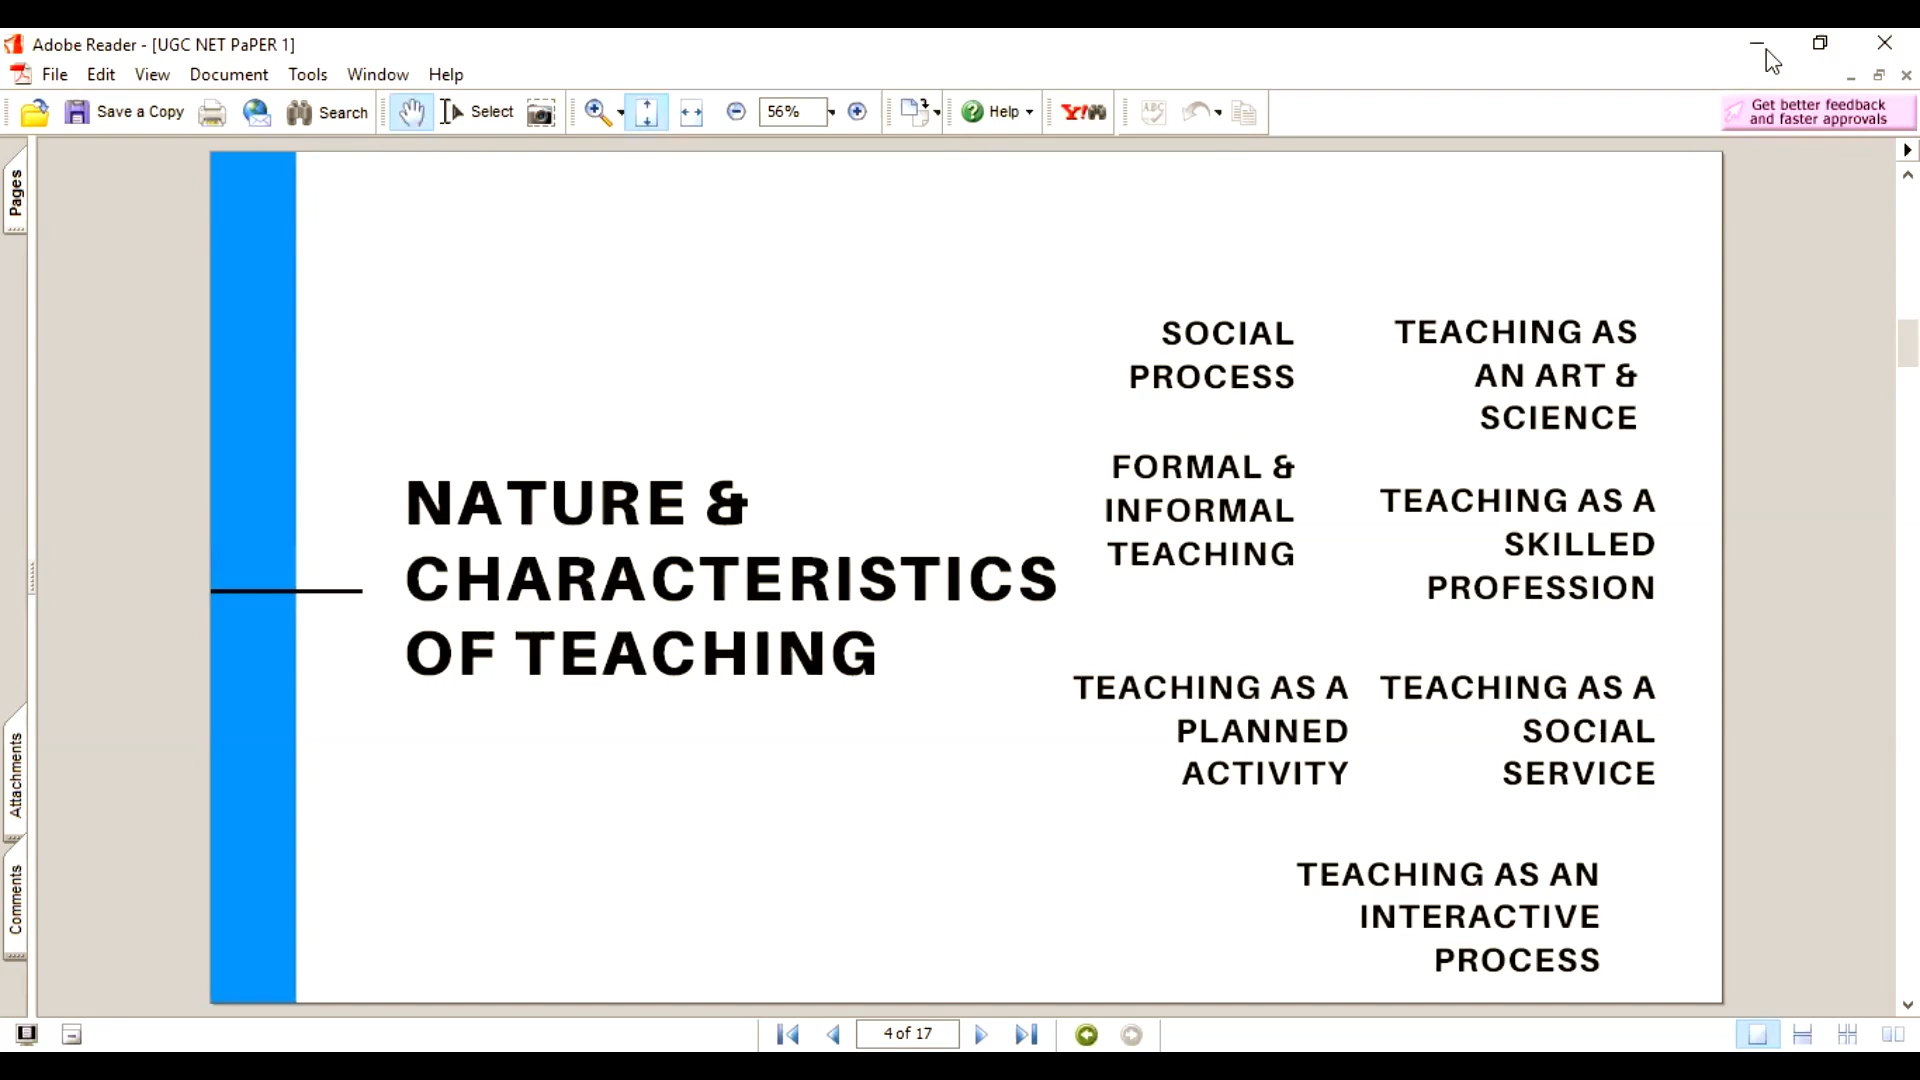 Adobe Reader - [UGC NET PaPER 1]
File Edit View Document Tools Window Help
Save a Copy Search Select 56% Help Y! ABC
Get better feedback
and faster approvals
Pages
Attachments
Comments
NATURE &
CHARACTERISTICS
OF TEACHING
SOCIAL
PROCESS
TEACHING AS
AN ART &
SCIENCE
FORMAL &
INFORMAL
TEACHING
TEACHING AS A
SKILLED
PROFESSION
TEACHING AS A
PLANNED
ACTIVITY
TEACHING AS A
SOCIAL
SERVICE
TEACHING AS AN
INTERACTIVE
PROCESS
4 of 17